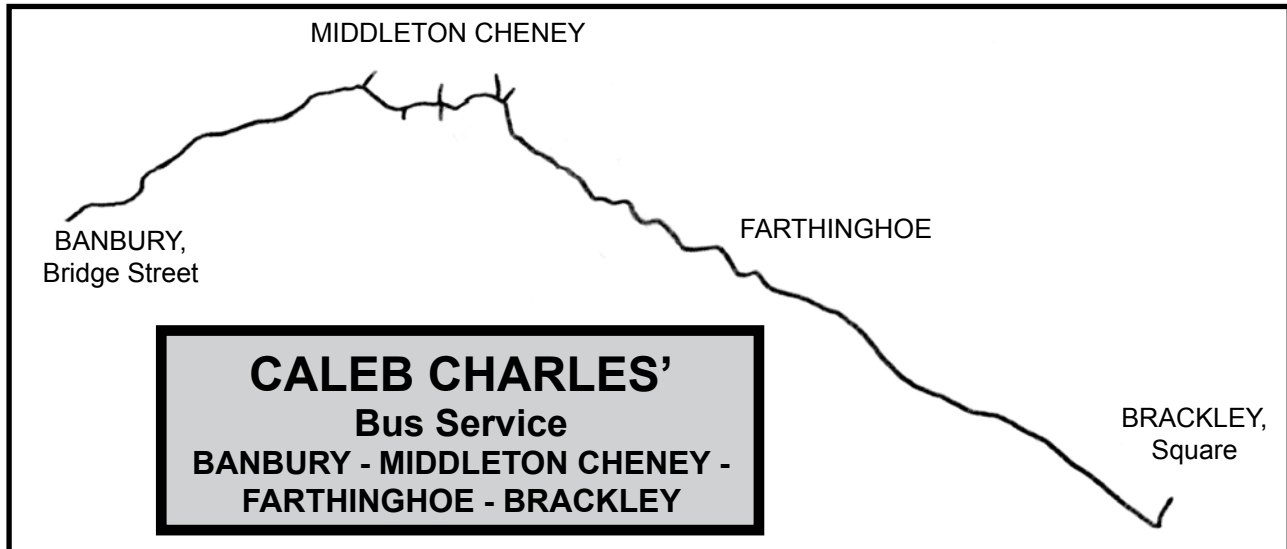 MIDDLETON CHENEY
BANBURY,
Bridge Street
FARTHINGHOE
BRACKLEY,
Square
CALEB CHARLES’
Bus Service
BANBURY - MIDDLETON CHENEY -
FARTHINGHOE - BRACKLEY